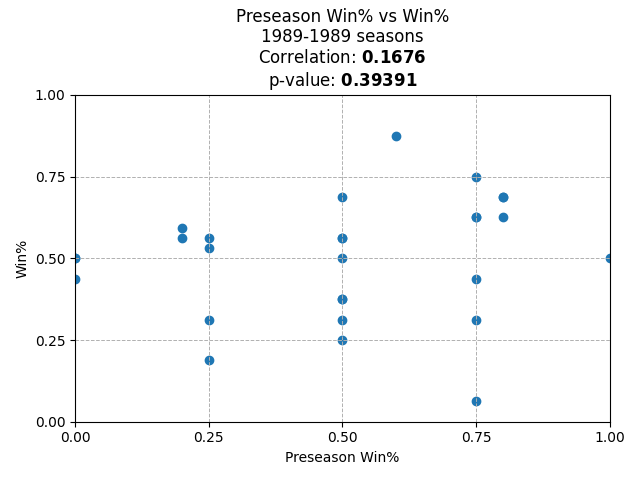 Preseason Win% vs Win%
1989-1989 seasons
Correlation: 0.1676
p-value: 0.39391
1.00
0.75
0.50
0.25
0.00
Win%
0.00 0.25 0.50 0.75 1.00
Preseason Win%